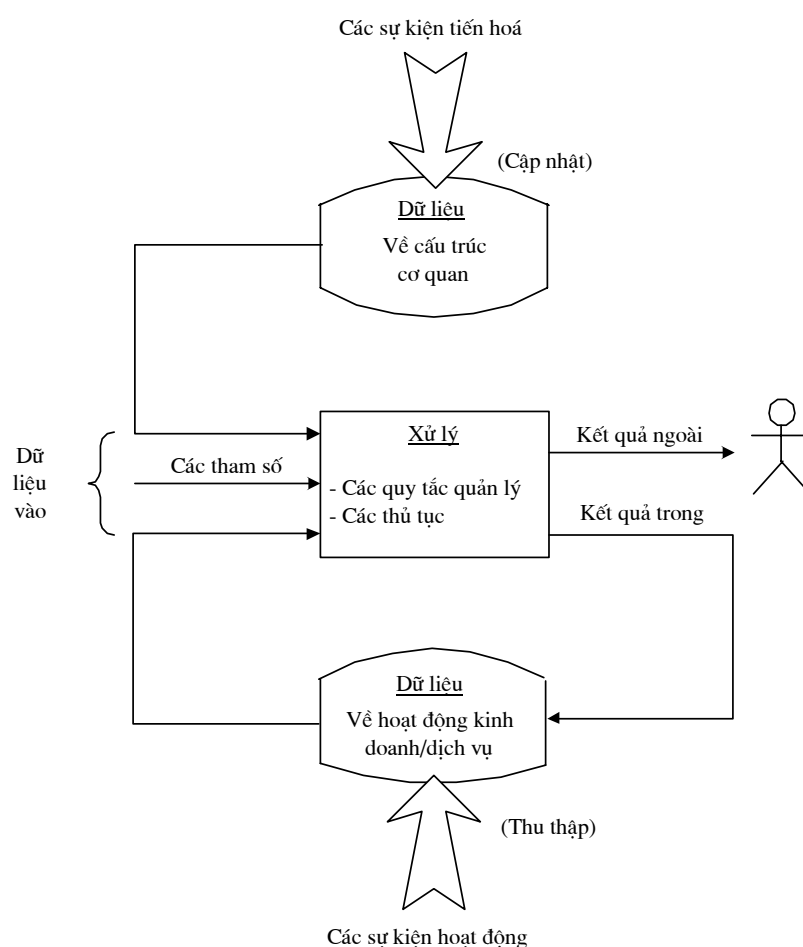 Các sự kiện tiến hoá
(Cập nhật)
Dữ liệu
Về cấu trúc
cơ quan
Dữ
liệu
vào
Các tham số
Xử lý
- Các quy tắc quản lý
- Các thủ tục
Kết quả ngoài
Kết quả trong
Dữ liệu
Về hoạt động kinh
doanh/dịch vụ
(Thu thập)
Các sự kiện hoạt động